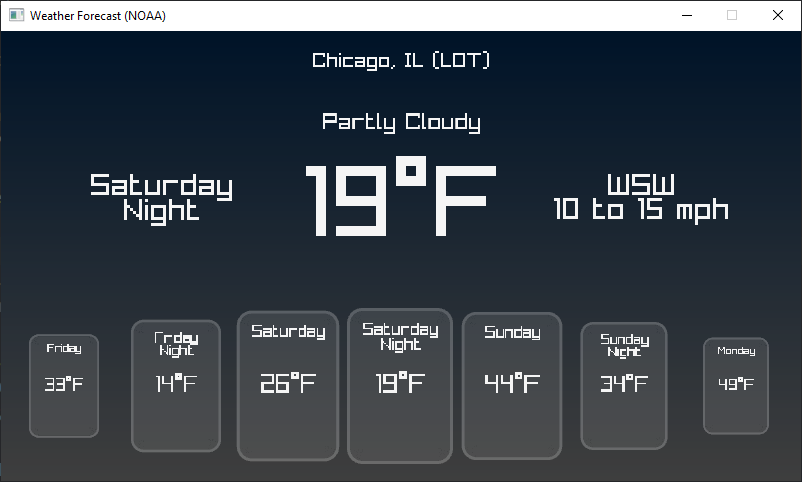 Weather Forecast (NOAA)
Chicago, IL (LOT)
Partly Cloudy
Saturday
Night
19°F
WSW
10 to 15 mph
Friday
33°F
Friday
Night
14°F
Saturday
26°F
Saturday
Night
19°F
Sunday
44°F
Sunday
Night
34°F
Monday
49°F